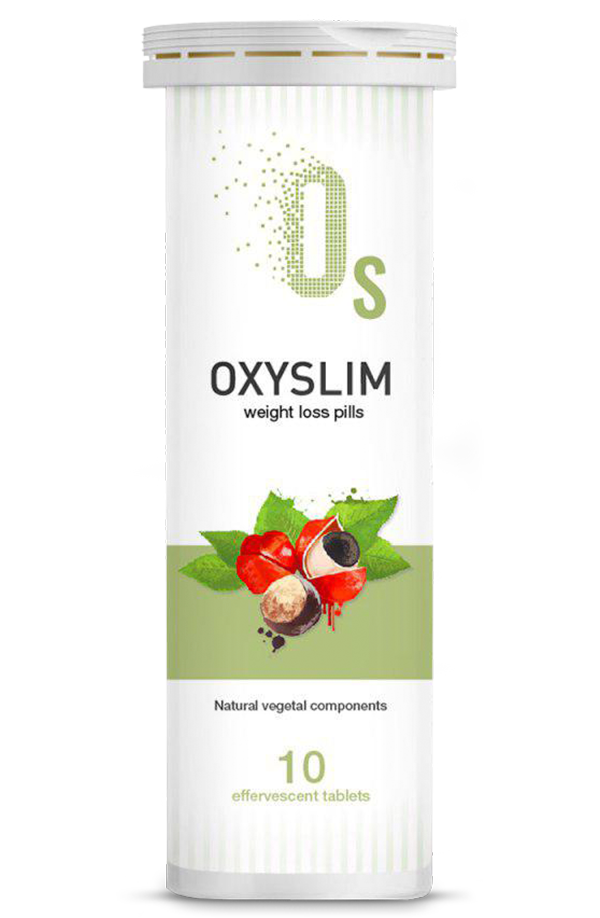 Os
OXYSLIM
weight loss pills
Natural vegetal components
10
effervescent tablets